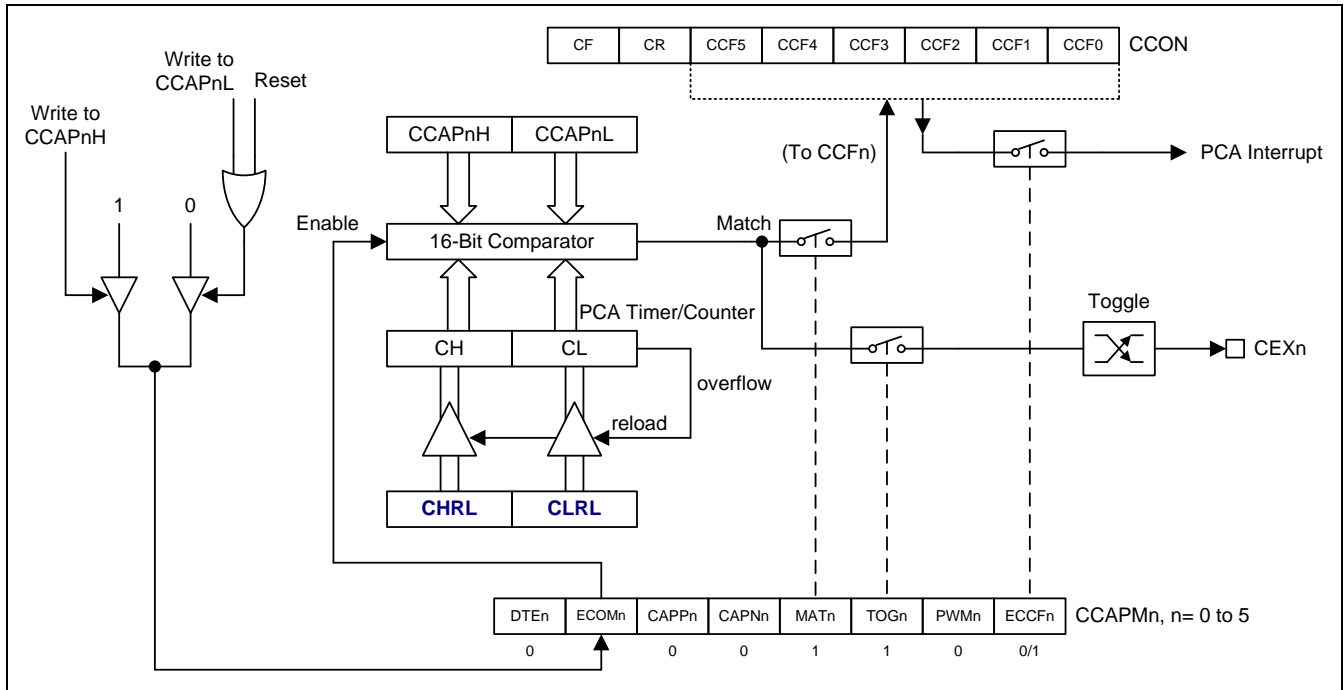 CF CR CCF5 CCF4 CCF3 CCF2 CCF1 CCF0 CCON
Write to
CCAPnL
Reset
Write to
CCAPnH
CCAPnH CCAPnL
(To CCFn)
PCA Interrupt
1 0
Enable
16-Bit Comparator
Match
PCA Timer/Counter
Toggle
CH CL
CEXn
overflow
reload
CHRL CLRL
DTEn ECOMn CAPPn CAPNn MATn TOGn PWMn ECCFn CCAPMn, n= 0 to 5
0 0 0 1 1 0 0/1